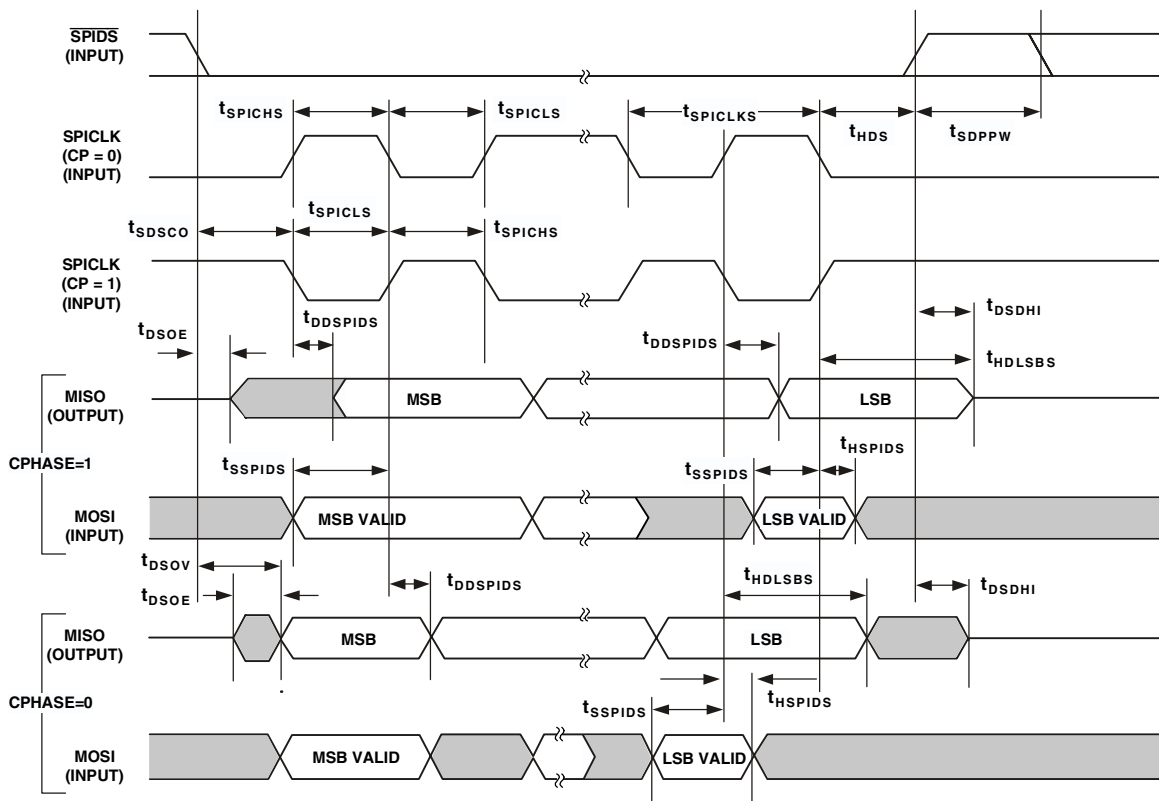 SPIDS
(INPUT)
tSPICHS
tSPICLS
tSPICLKS
tHDS
tSDPPW
SPICLK
(CP = 0)
(INPUT)
tSDSCO
tSPICLS
tSPICHS
SPICLK
(CP = 1)
(INPUT)
tDSOE
tDDSPIDS
tDDSPIDS
tDSDHI
tHDLSBS
MISO
(OUTPUT)
MSB
LSB
CPHASE=1
tSSPIDS
tSSPIDS
tHSPIDS
MOSI
(INPUT)
MSB VALID
LSB VALID
tDSOV
tDSOE
tDDSPIDS
tHDLSBS
tDSDHI
MISO
(OUTPUT)
MSB
LSB
CPHASE=0
tSSPIDS
tHSPIDS
MOSI
(INPUT)
MSB VALID
LSB VALID